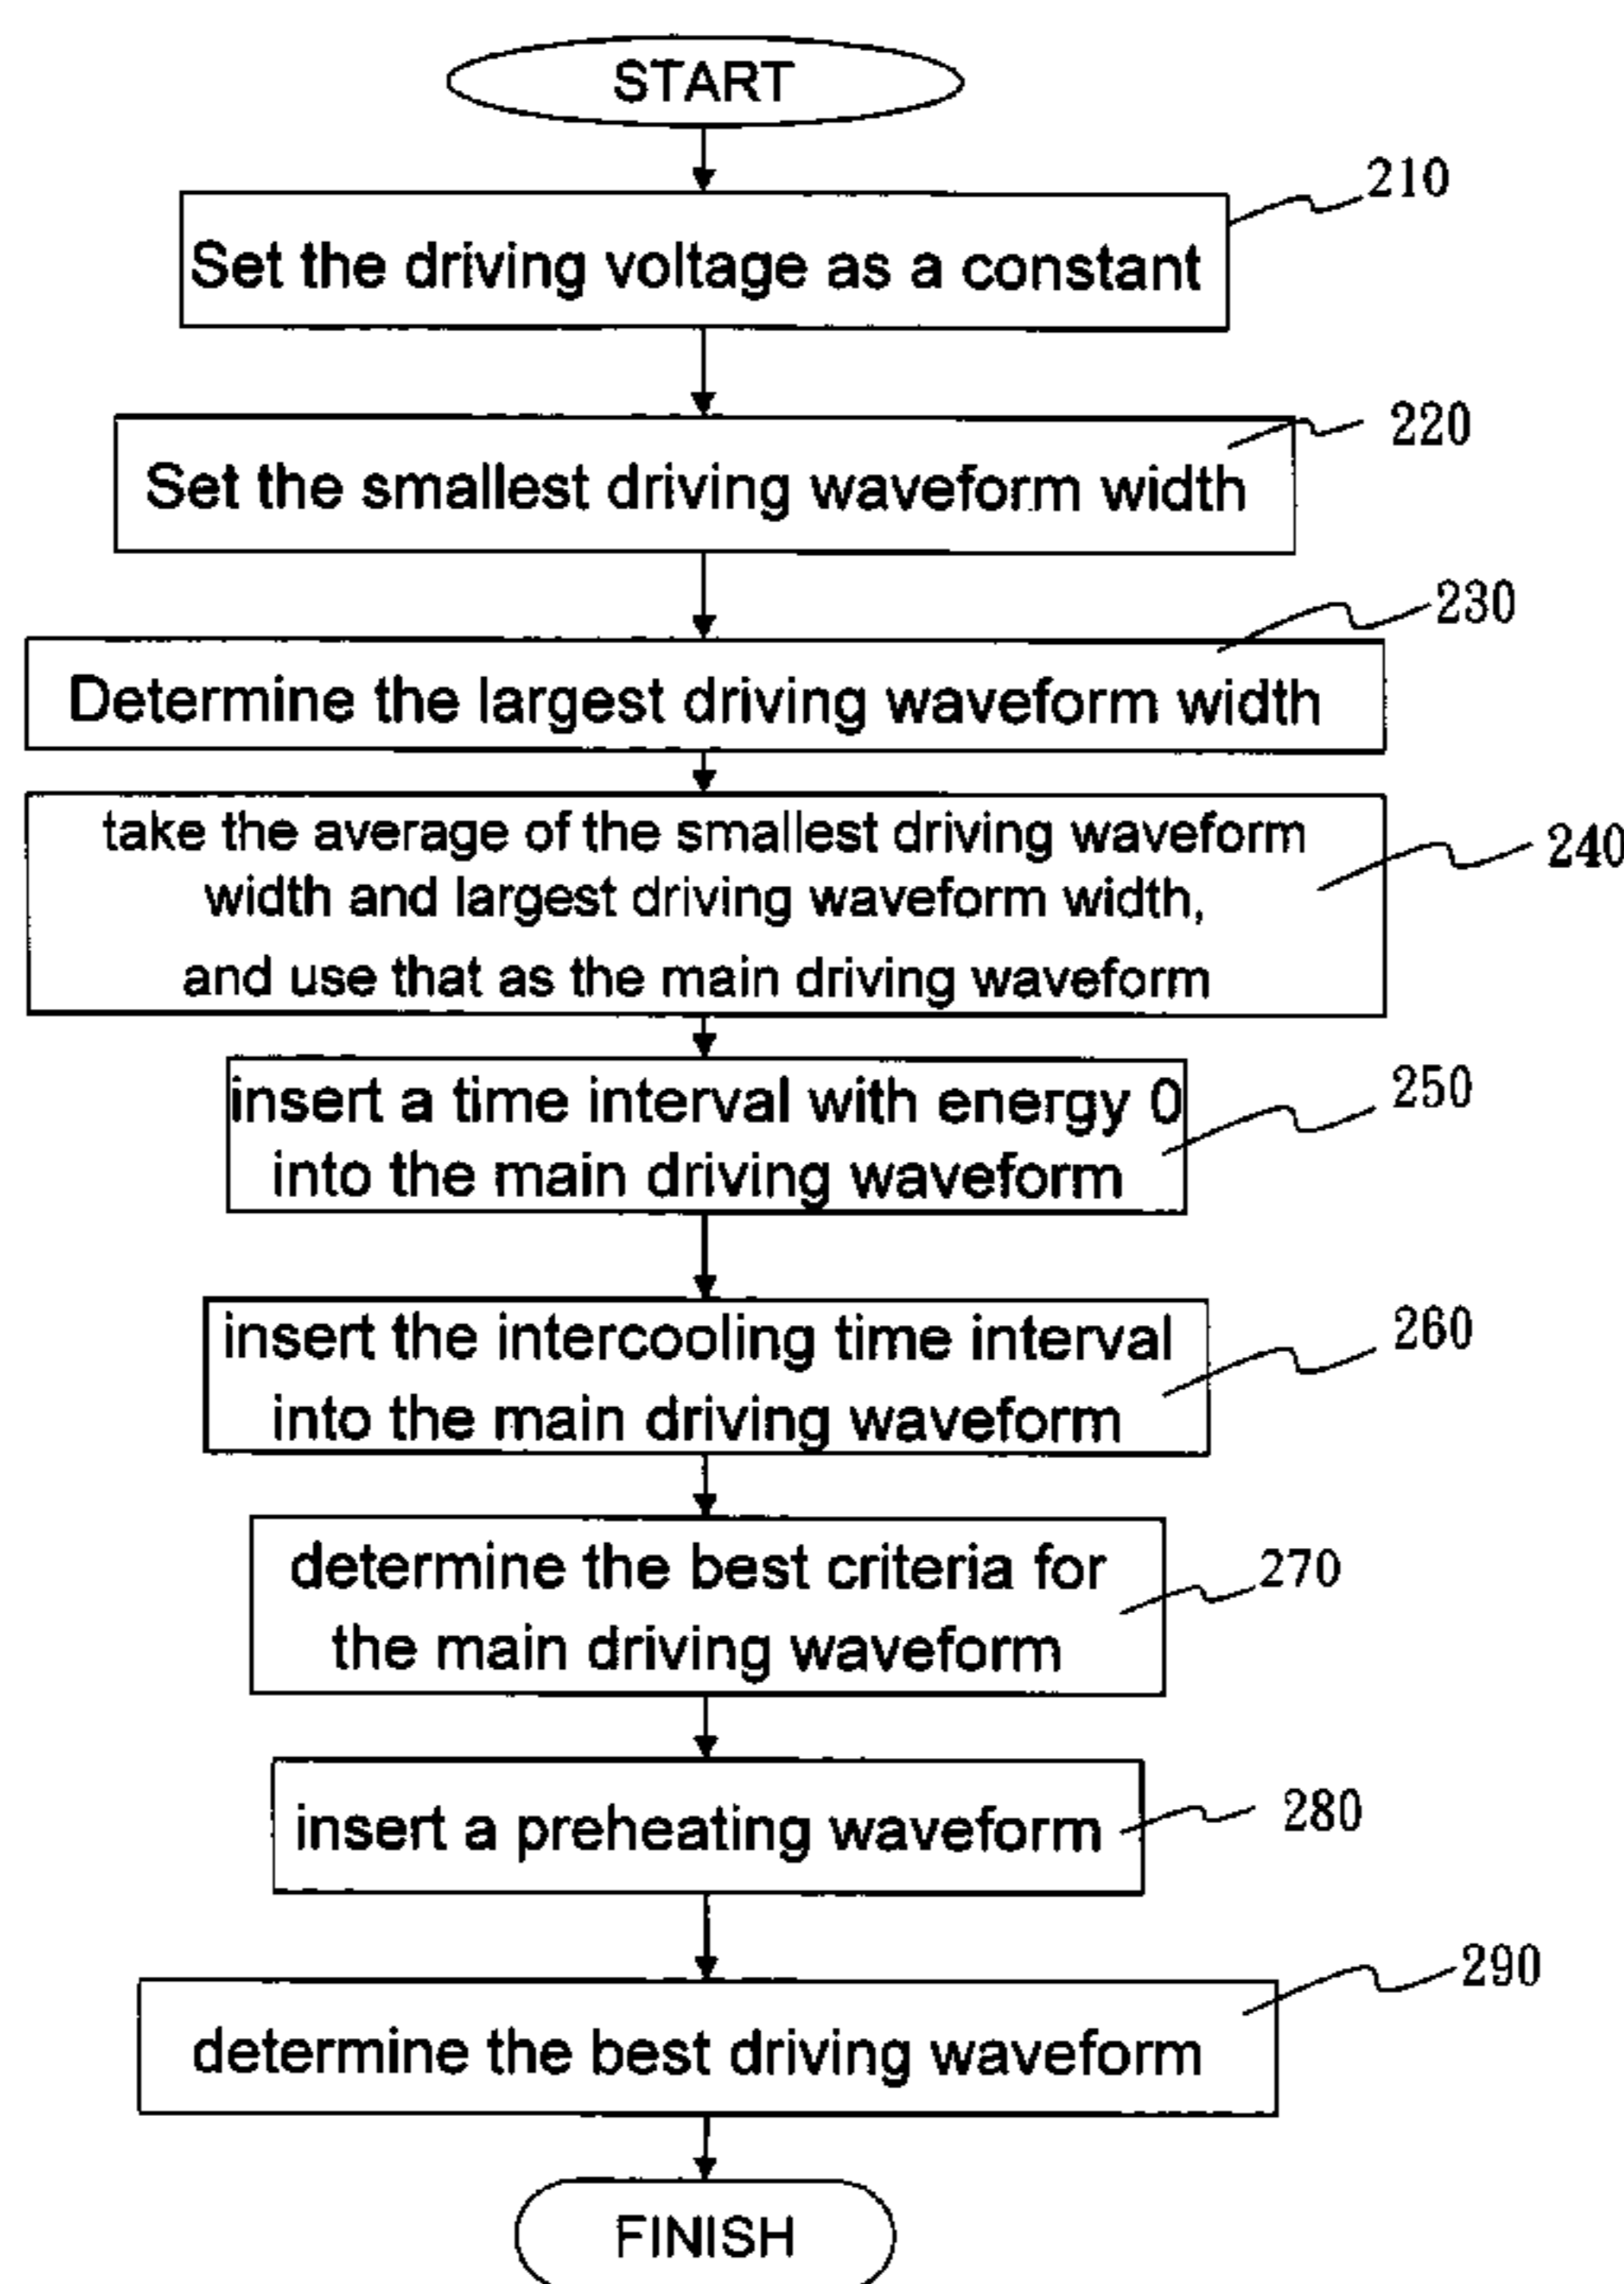 START
210
Set the driving voltage as a constant
220
Set the smallest driving waveform width
230
Determine the largest driving waveform width
take the average of the smallest driving waveform
240
width and largest driving waveform width,
and use that as the main driving waveform
insert a time interval with energy 0
250
into the main driving waveform
insert the intercooling time interval
260
into the main driving waveform
determine the best criteria for
270
the main driving waveform
280
insert a preheating waveform
290
determine the best driving waveform
FINISH